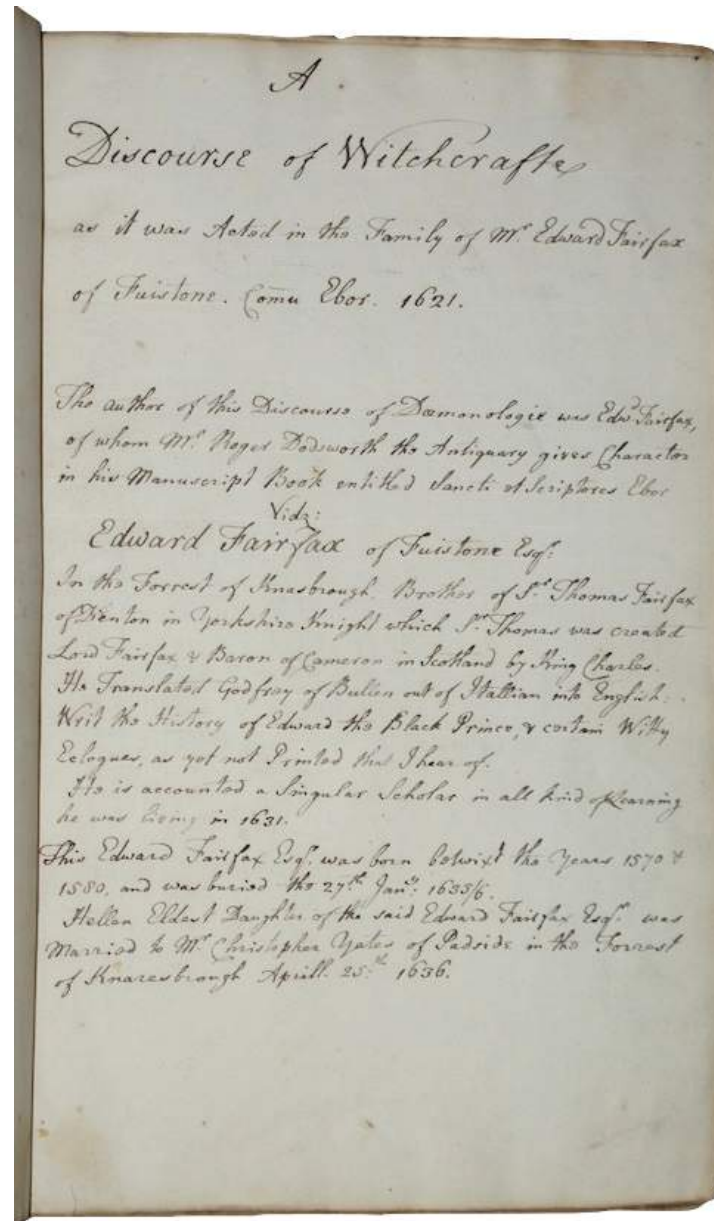 A
Discourse of Witchcrafte
as it was Acted in the Family of Mr. Edward Fairfax
of Fuistone. Comu Ebor. 1621.
The author of this Discourse of Dæmonologie was Edwd. Fairfax,
of whom Mr. Roger Dodsworth the Antiquary gives Character
in his Manuscript Book entitled Sancti et Scriptores Ebor
Vidz:
Edward Fairfax of Fuistone Esqr:
In the Forrest of Knasbrough, Brother of Sr. Thomas Fairfax
of Denton in Yorkshire Knight which Sr. Thomas was created
Lord Fairfax & Baron of Cameron in Scotland by King Charles.
He Translated Godfray of Bullen out of Itallian into English.
Writ the History of Edward the Black Prince, & certain Witty
Eclogues, as yet not Printed that I hear of.
He is accounted a Singular Scholar in all kind of Learning
he was living in 1631.
This Edward Fairfax Esqr. was born betwixt the Years 1570 &
1580, and was buried the 27th Jany: 1635/6.
Hellen Eldest Daughter of the said Edward Fairfax Esqr. was
Married to Mr. Christopher Yates of Padside in the Forrest
of Knaresbrough Aprill. 25th. 1636.